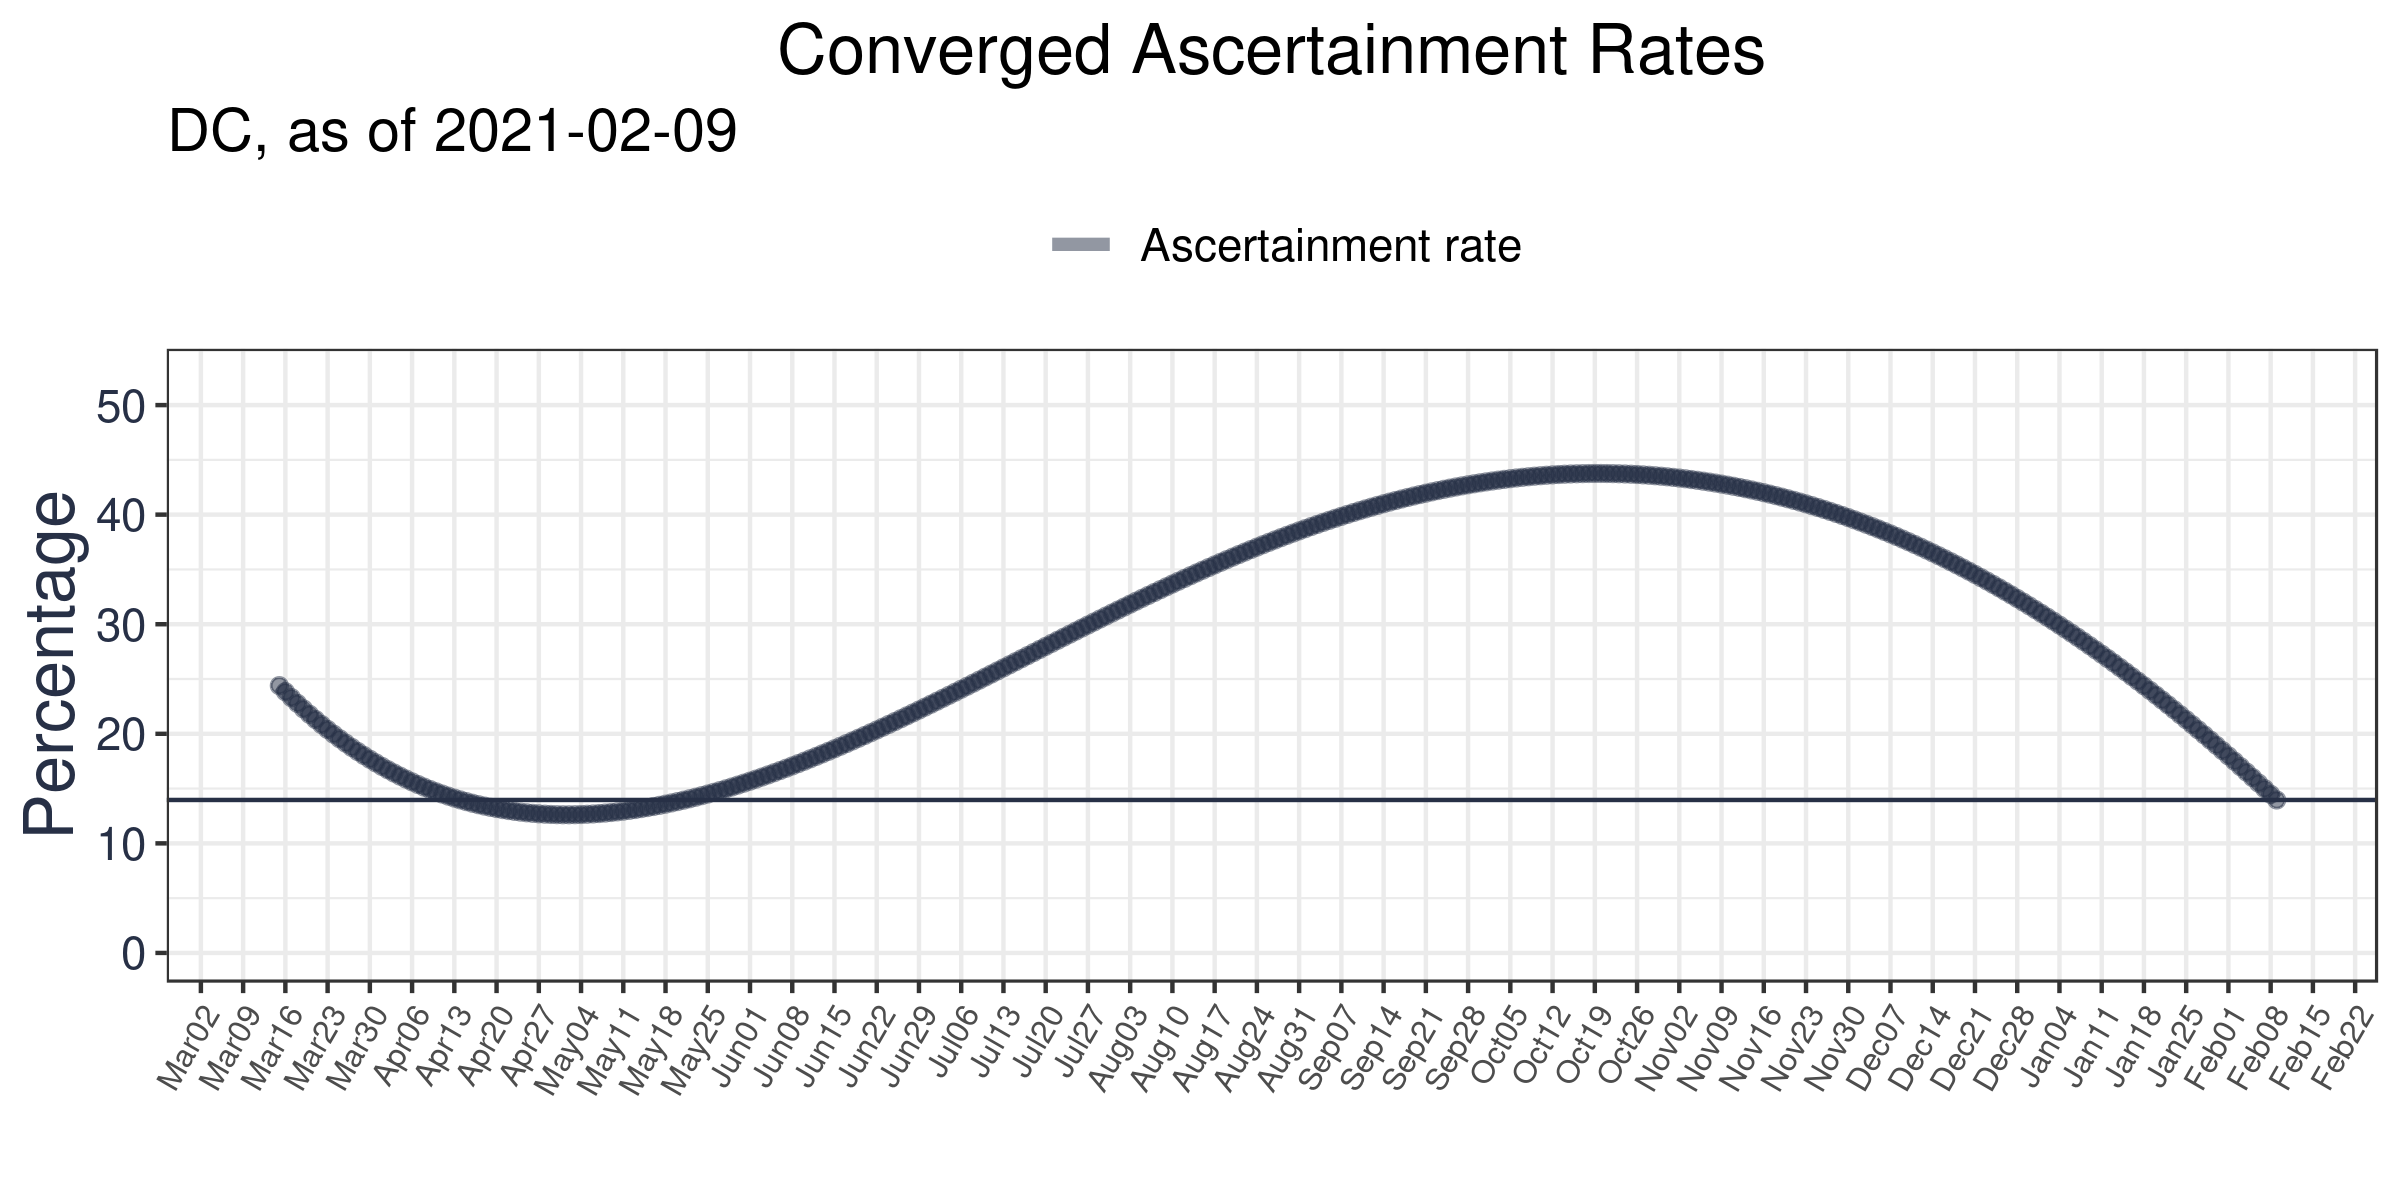 Converged Ascertainment Rates
DC, as of 2021-02-09
Ascertainment rate
Percentage
50
40
30
20
10
0
Mar02 Mar09 Mar16 Mar23 Mar30 Apr06 Apr13 Apr20 Apr27 May04 May11 May18 May25 Jun01 Jun08 Jun15 Jun22 Jun29 Jul06 Jul13 Jul20 Jul27 Aug03 Aug10 Aug17 Aug24 Aug31 Sep07 Sep14 Sep21 Sep28 Oct05 Oct12 Oct19 Oct26 Nov02 Nov09 Nov16 Nov23 Nov30 Dec07 Dec14 Dec21 Dec28 Jan04 Jan11 Jan18 Jan25 Feb01 Feb08 Feb15 Feb22